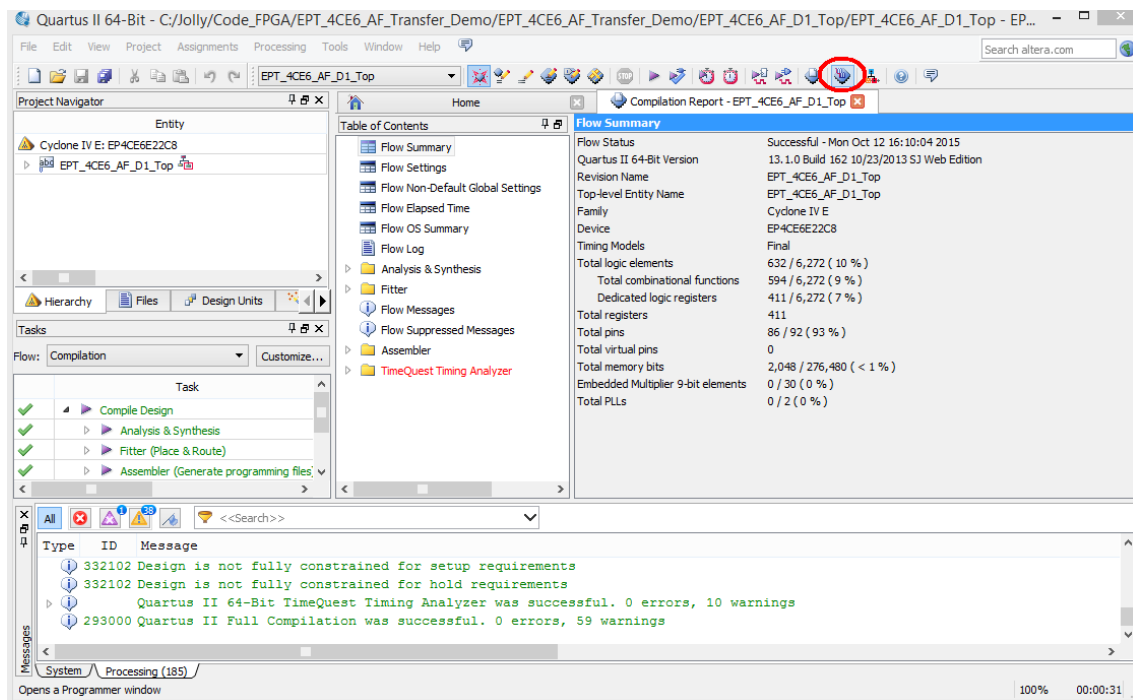 Quartus II 64-Bit - C:/Jolly/Code_FPGA/EPT_4CE6_AF_Transfer_Demo/EPT_4CE6_AF_Transfer_Demo/EPT_4CE6_AF_D1_Top/EPT_4CE6_AF_D1_Top - EP...
File Edit View Project Assignments Processing Tools Window Help
Search altera.com
EPT_4CE6_AF_D1_Top
STOP
Project Navigator
Entity
Cyclone IV E: EP4CE6E22C8
abd EPT_4CE6_AF_D1_Top
Hierarchy Files Design Units
Tasks
Flow: Compilation Customize...
Task
Compile Design
Analysis & Synthesis
Fitter (Place & Route)
Assembler (Generate programming files)
Home
Compilation Report - EPT_4CE6_AF_D1_Top
Table of Contents
Flow Summary
Flow Settings
Flow Non-Default Global Settings
Flow Elapsed Time
Flow OS Summary
Flow Log
Analysis & Synthesis
Fitter
Flow Messages
Flow Suppressed Messages
Assembler
TimeQuest Timing Analyzer
Flow Summary
Flow Status Successful - Mon Oct 12 16:10:04 2015
Quartus II 64-Bit Version 13.1.0 Build 162 10/23/2013 SJ Web Edition
Revision Name EPT_4CE6_AF_D1_Top
Top-level Entity Name EPT_4CE6_AF_D1_Top
Family Cyclone IV E
Device EP4CE6E22C8
Timing Models Final
Total logic elements 632 / 6,272 ( 10 % )
Total combinational functions 594 / 6,272 ( 9 % )
Dedicated logic registers 411 / 6,272 ( 7 % )
Total registers 411
Total pins 86 / 92 ( 93 % )
Total virtual pins 0
Total memory bits 2,048 / 276,480 ( < 1 % )
Embedded Multiplier 9-bit elements 0 / 30 ( 0 % )
Total PLLs 0 / 2 ( 0 % )
All 1 38 <<Search>>
Type ID Message
332102 Design is not fully constrained for setup requirements
332102 Design is not fully constrained for hold requirements
Quartus II 64-Bit TimeQuest Timing Analyzer was successful. 0 errors, 10 warnings
293000 Quartus II Full Compilation was successful. 0 errors, 59 warnings
Messages
System Processing (185)
Opens a Programmer window 100% 00:00:31